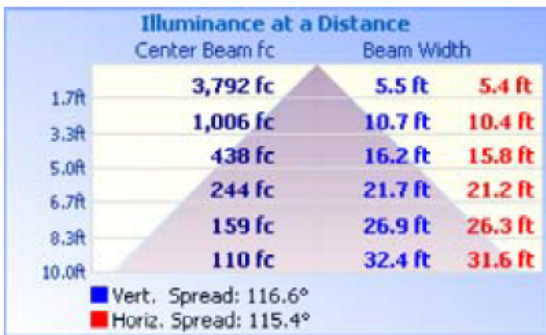 Illuminance at a Distance
Center Beam fc Beam Width
1.7ft 3,792 fc 5.5 ft 5.4 ft
3.3ft 1,006 fc 10.7 ft 10.4 ft
5.0ft 438 fc 16.2 ft 15.8 ft
6.7ft 244 fc 21.7 ft 21.2 ft
8.3ft 159 fc 26.9 ft 26.3 ft
10.0ft 110 fc 32.4 ft 31.6 ft
Vert. Spread: 116.6°
Horiz. Spread: 115.4°